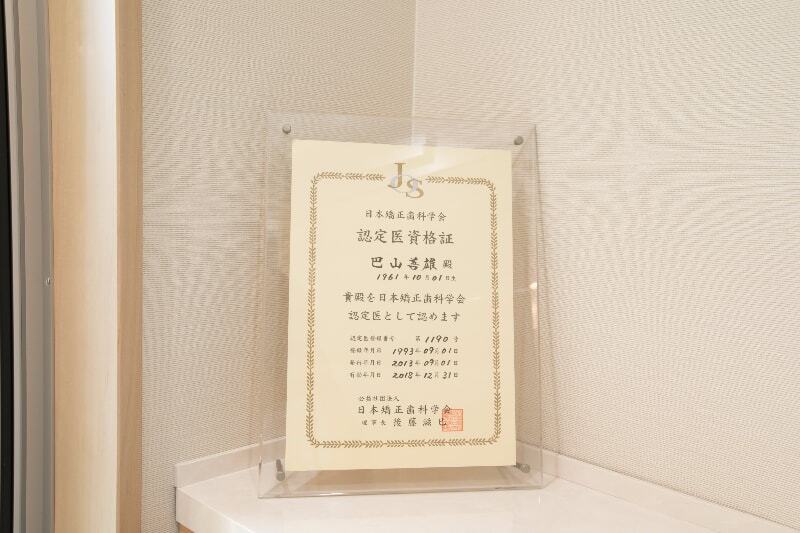 JOS
日本矯正歯科学会
認定医資格証
巴山善雄 殿
1961年10月01日生
貴殿を日本矯正歯科学会
認定医として認めます
認定医登録番号 第1190号
登録年月日 1993年09月01日
発行年月日 2013年09月01日
有効年月日 2018年12月31日
公益社団法人
日本矯正歯科学会
理事長 後藤滋巳